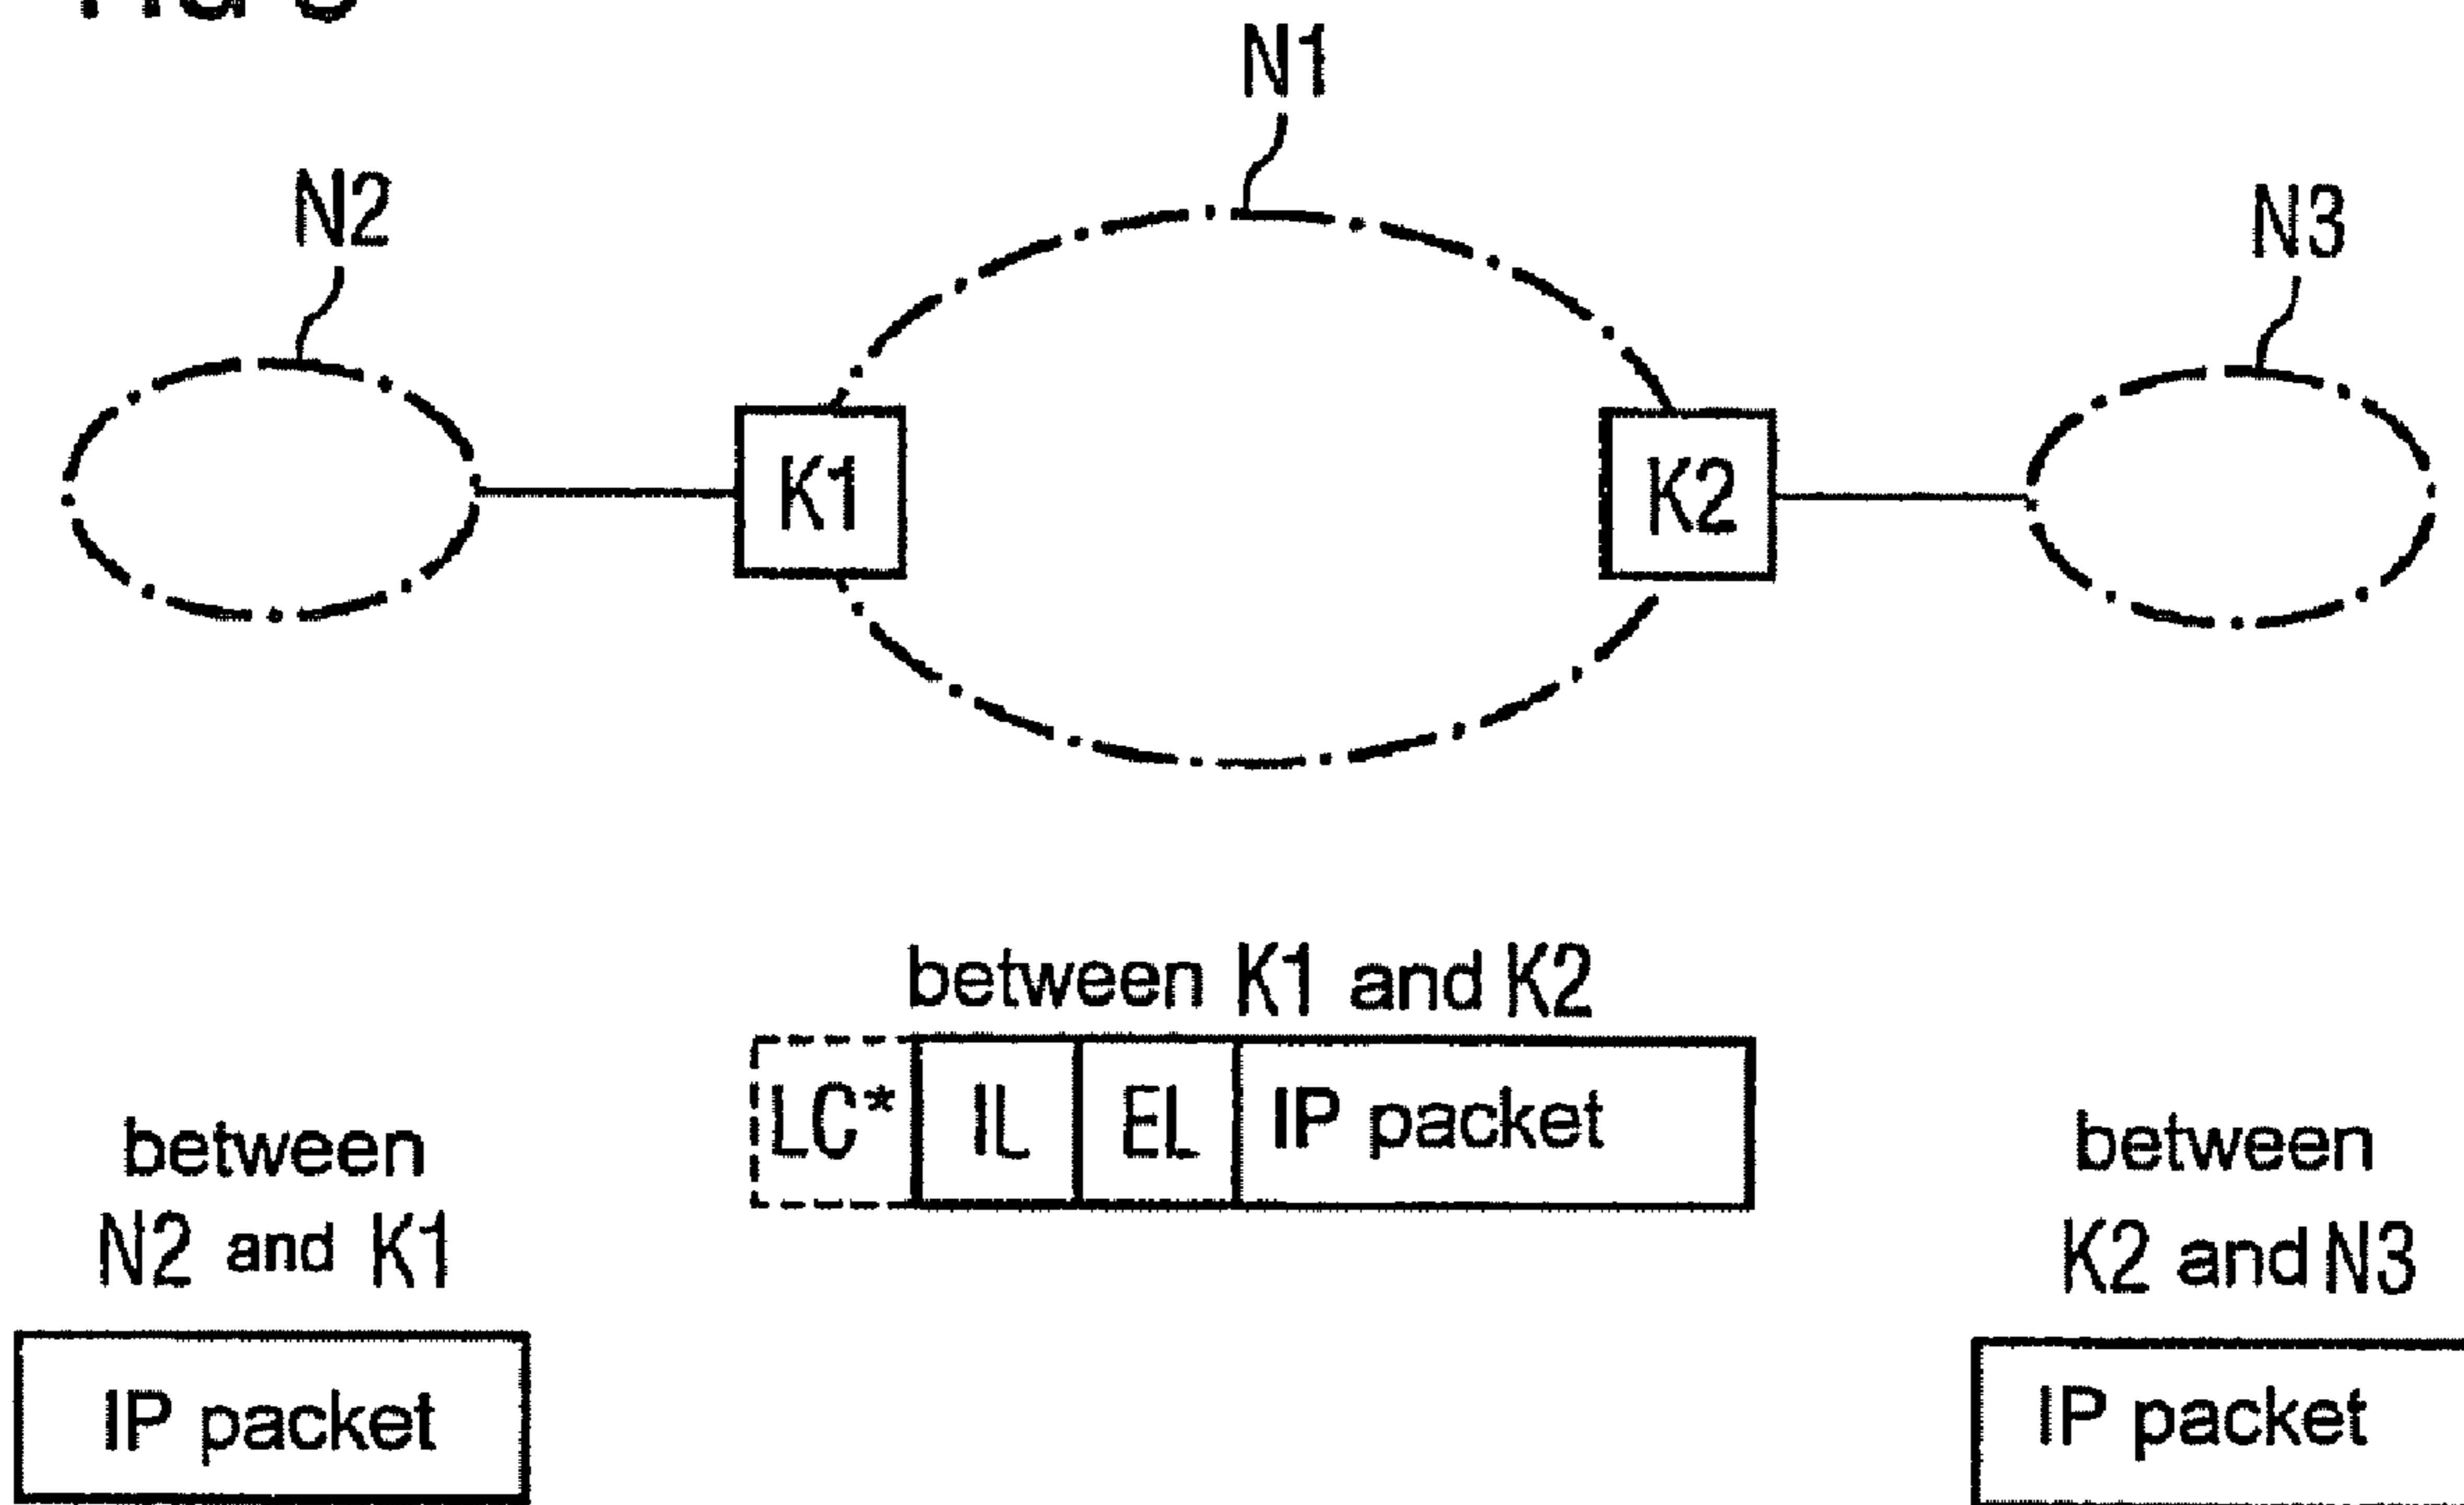 N1
N2
N3
K1
K2
between K1 and K2
LC* IL EL IP packet
between
N2 and K1
IP packet
between
K2 and N3
IP packet